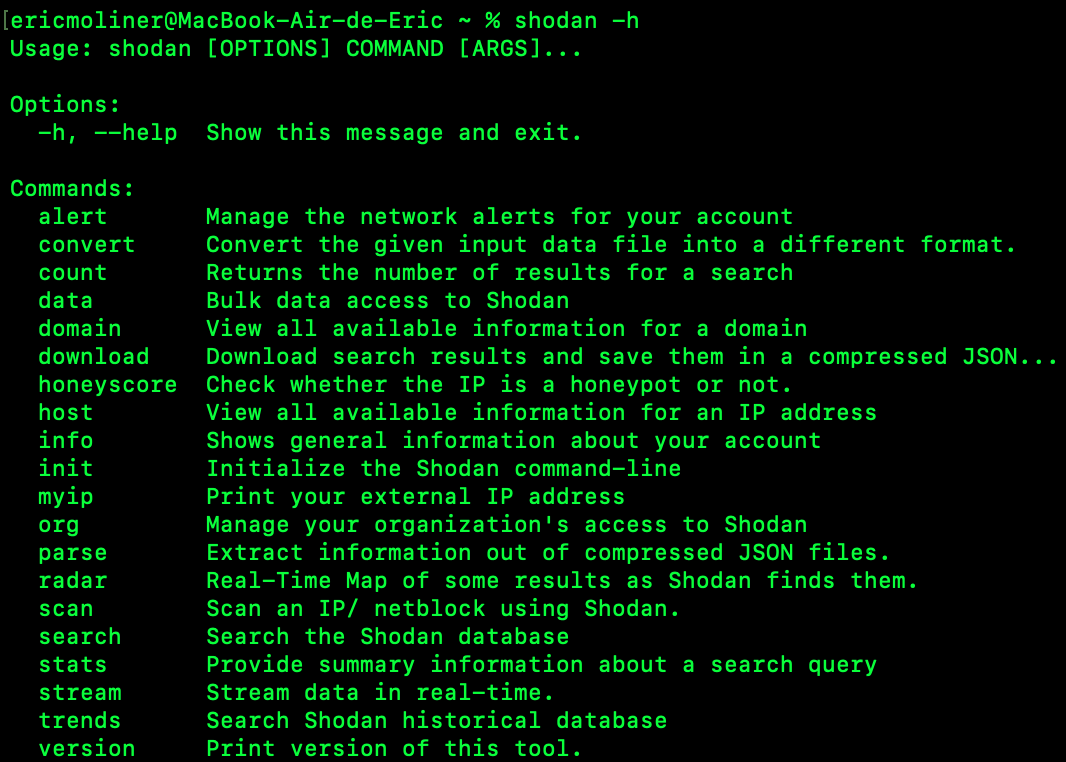 [ericmoliner@MacBook-Air-de-Eric ~ % shodan -h
Usage: shodan [OPTIONS] COMMAND [ARGS]...

Options:
  -h, --help  Show this message and exit.

Commands:
  alert       Manage the network alerts for your account
  convert     Convert the given input data file into a different format.
  count       Returns the number of results for a search
  data        Bulk data access to Shodan
  domain      View all available information for a domain
  download    Download search results and save them in a compressed JSON...
  honeyscore  Check whether the IP is a honeypot or not.
  host        View all available information for an IP address
  info        Shows general information about your account
  init        Initialize the Shodan command-line
  myip        Print your external IP address
  org         Manage your organization's access to Shodan
  parse       Extract information out of compressed JSON files.
  radar       Real-Time Map of some results as Shodan finds them.
  scan        Scan an IP/ netblock using Shodan.
  search      Search the Shodan database
  stats       Provide summary information about a search query
  stream      Stream data in real-time.
  trends      Search Shodan historical database
  version     Print version of this tool.